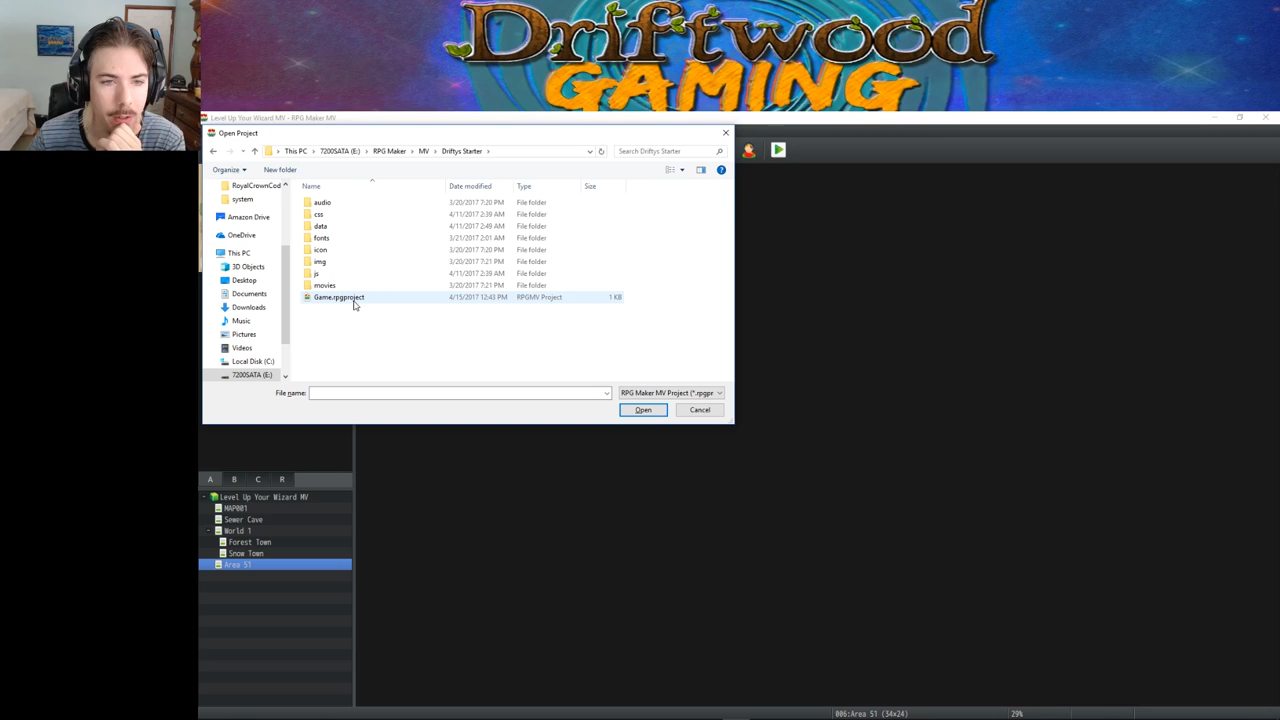 Driftwood
GAMING
Level Up Your Wizard MV - RPG Maker MV
Open Project
This PC > 7200SATA (E:) > RPG Maker > MV > Driftys Starter >
Search Driftys Starter
Organize
New folder
Name
Date modified
Type
Size
RoyalCrownCod
system
Amazon Drive
OneDrive
This PC
3D Objects
Desktop
Documents
Downloads
Music
Pictures
Videos
Local Disk (C:)
7200SATA (E:)
audio 3/20/2017 7:20 PM File folder
css 4/11/2017 2:39 AM File folder
data 4/11/2017 2:49 AM File folder
fonts 3/21/2017 2:01 AM File folder
icon 3/20/2017 7:20 PM File folder
img 3/20/2017 7:21 PM File folder
js 4/11/2017 2:39 AM File folder
movies 3/20/2017 7:21 PM File folder
Game.rpgproject 4/15/2017 12:43 PM RPGMV Project 1 KB
File name:
RPG Maker MV Project (*.rpgpr
Open
Cancel
A B C R
Level Up Your Wizard MV
MAP001
Sewer Cave
World 1
Forest Town
Snow Town
Area 51
006:Area 51 (34x24)
29%